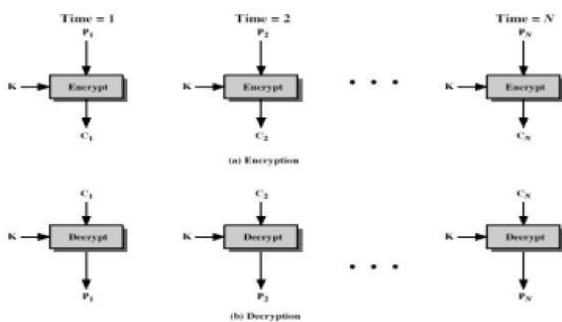 Time = 1 Time = 2 Time = N
P1 P2 PN
K Encrypt K Encrypt • • • K Encrypt
C1 C2 CN
(a) Encryption
C1 C2 CN
K Decrypt K Decrypt K Decrypt
• • •
P1 P2 PN
(b) Decryption